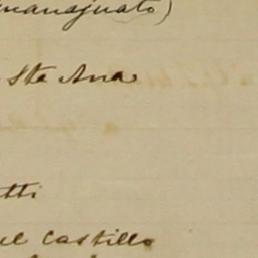 uanajuato)
Ste Ana
tti
el Castillo